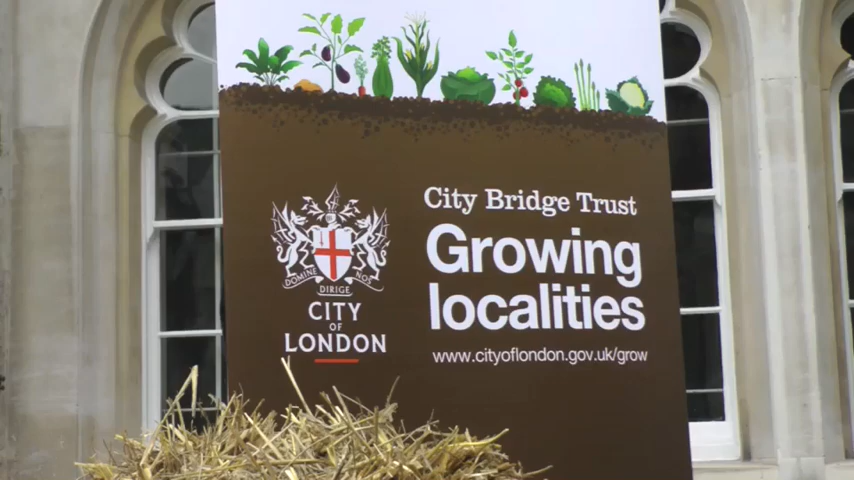 City Bridge Trust
Growing
localities
www.cityoflondon.gov.uk/grow
DOMINE NOS
DIRIGE
CITY
OF
LONDON